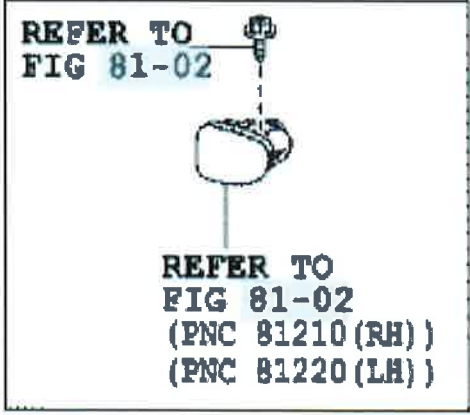 REFER TO
FIG 81-02
REFER TO
FIG 81-02
(PNC 81210(RH))
(PNC 81220(LH))